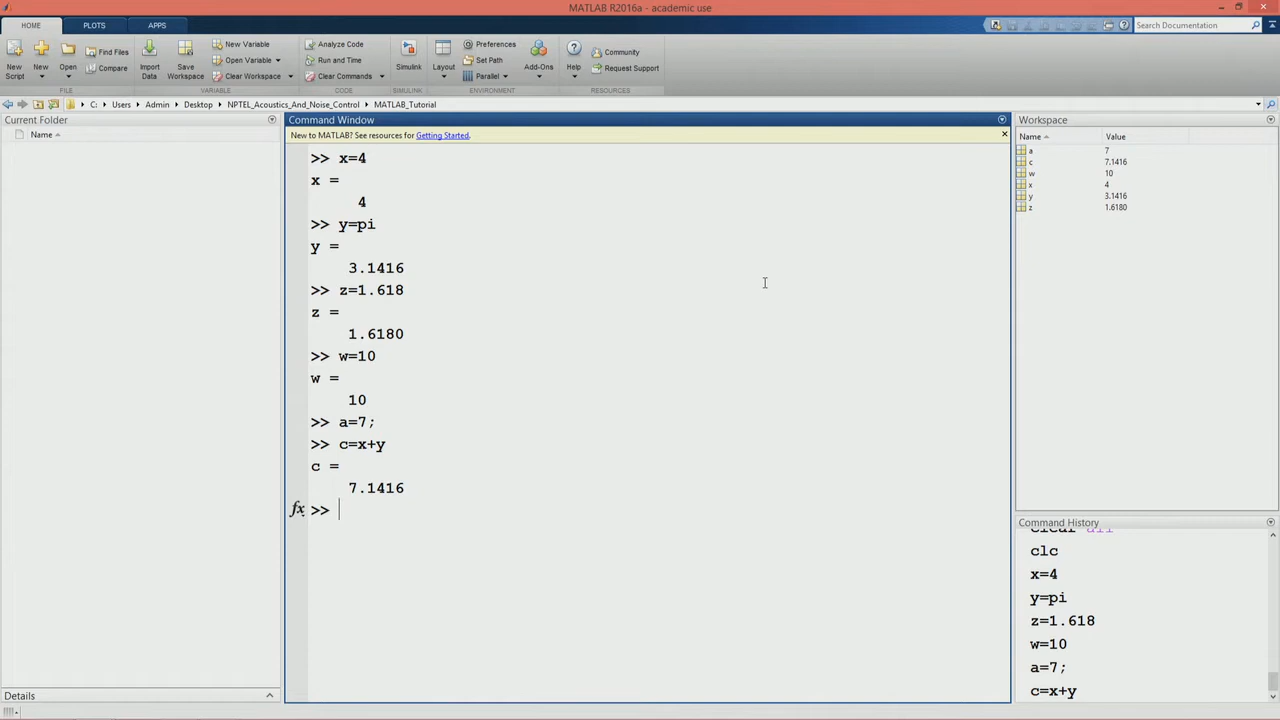 MATLAB R2016a - academic use
HOME PLOTS APPS
Search Documentation
New Script
New
Open
Find Files
Compare
FILE
Import Data
Save Workspace
New Variable
Open Variable
Clear Workspace
VARIABLE
Analyze Code
Run and Time
Clear Commands
CODE
Simulink
SIMULINK
Layout
Preferences
Set Path
Parallel
ENVIRONMENT
Add-Ons
Help
Community
Request Support
RESOURCES
C: Users Admin Desktop NPTEL_Acoustics_And_Noise_Control MATLAB_Tutorial
Current Folder
Name
Details
Command Window
New to MATLAB? See resources for Getting Started.
>> x=4
x =
4
>> y=pi
y =
3.1416
>> z=1.618
z =
1.6180
>> w=10
w =
10
>> a=7;
>> c=x+y
c =
7.1416
fx >>
Workspace
Name Value
a 7
c 7.1416
w 10
x 4
y 3.1416
z 1.6180
Command History
clear all
clc
x=4
y=pi
z=1.618
w=10
a=7;
c=x+y